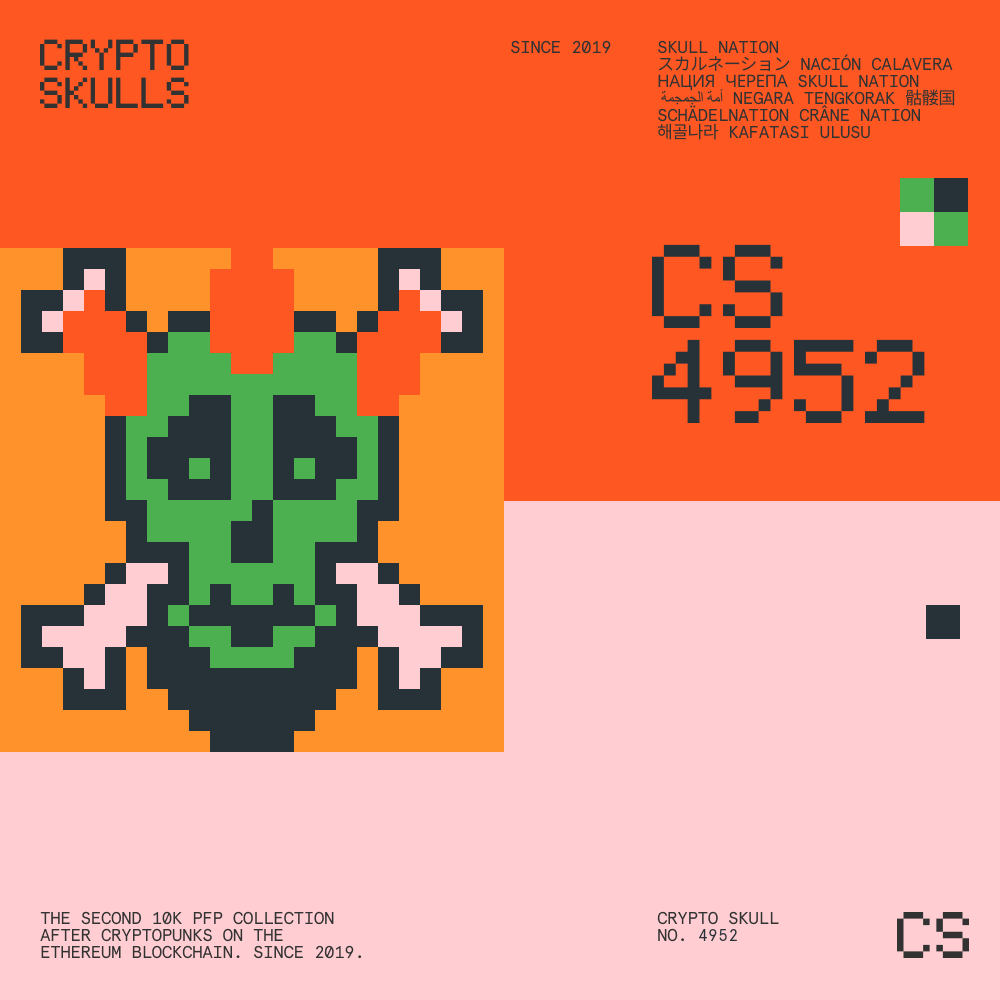 CRYPTO
SKULLS
SINCE 2019
SKULL NATION
スカルネーション NACIÓN CALAVERA
НАЦИЯ ЧЕРЕПА SKULL NATION
أمة الجمجمة NEGARA TENGKORAK 骷髅国
SCHÄDELNATION CRÂNE NATION
해골나라 KAFATASI ULUSU
CS
4952
THE SECOND 10K PFP COLLECTION
AFTER CRYPTOPUNKS ON THE
ETHEREUM BLOCKCHAIN. SINCE 2019.
CRYPTO SKULL
NO. 4952
CS